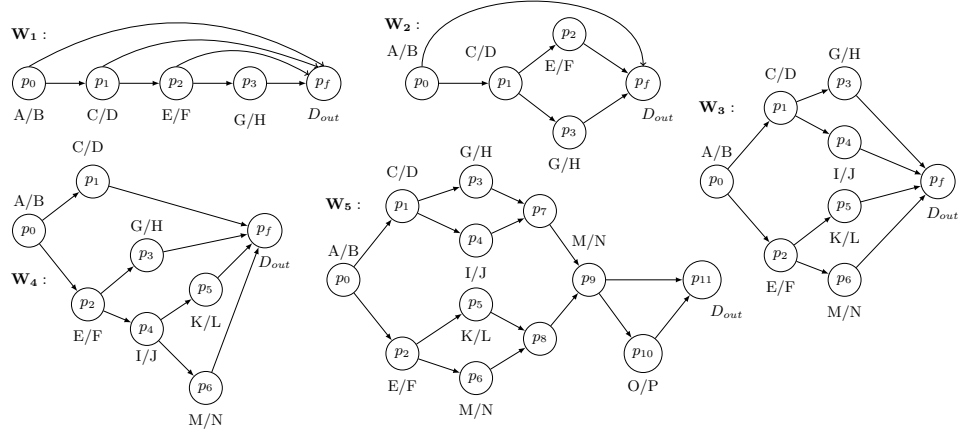 W1 :
A/B
p0
C/D
p1
E/F
p2
G/H
p3
pf
Dout
W2 :
A/B
p0
C/D
p1
p2
E/F
p3
G/H
pf
Dout
W3 :
A/B
p0
C/D
p1
E/F
p2
G/H
p3
p4
I/J
p5
K/L
p6
M/N
pf
Dout
W4 :
A/B
p0
C/D
p1
p2
E/F
G/H
p3
p4
I/J
p5
K/L
p6
M/N
pf
Dout
W5 :
A/B
p0
C/D
p1
p2
E/F
G/H
p3
p4
I/J
p5
K/L
p6
M/N
p7
p8
M/N
p9
p10
O/P
p11
Dout